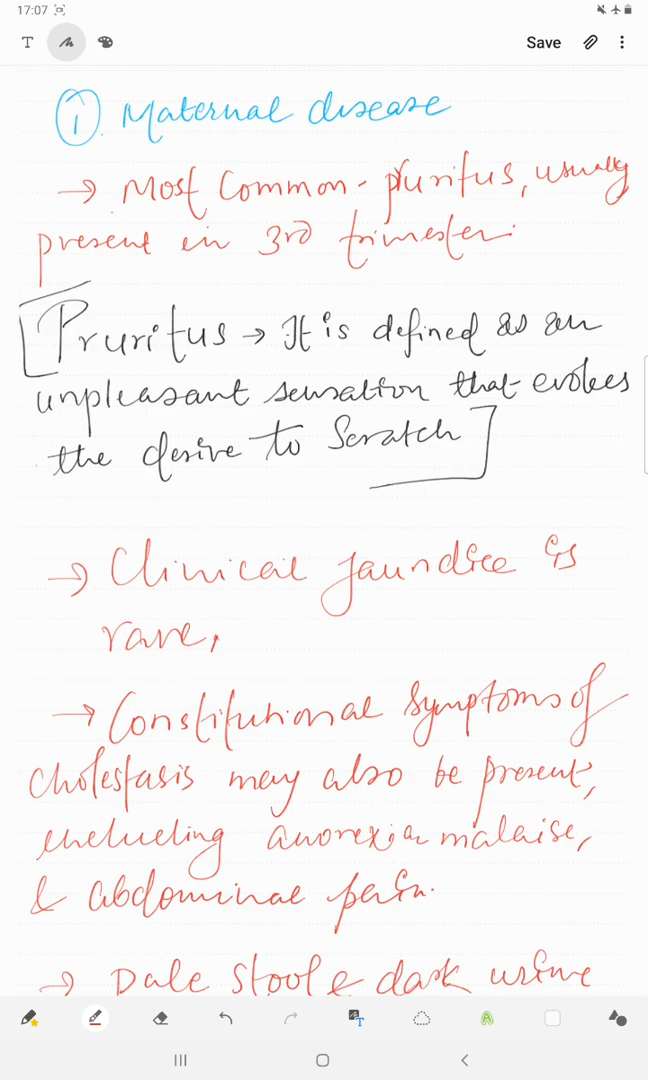 17:07
T
Save
① Maternal disease
→ Most Common - pruritus, usually
present in 3rd trimester.
[Pruritus → It is defined as an
unpleasant sensation that evokes
the desire to Scratch]
→ Clinical jaundice is
rare,
→ Constitutional symptoms of
cholestasis may also be present,
including anorexia malaise,
& abdominal pain.
→ Pale stool & dark urine